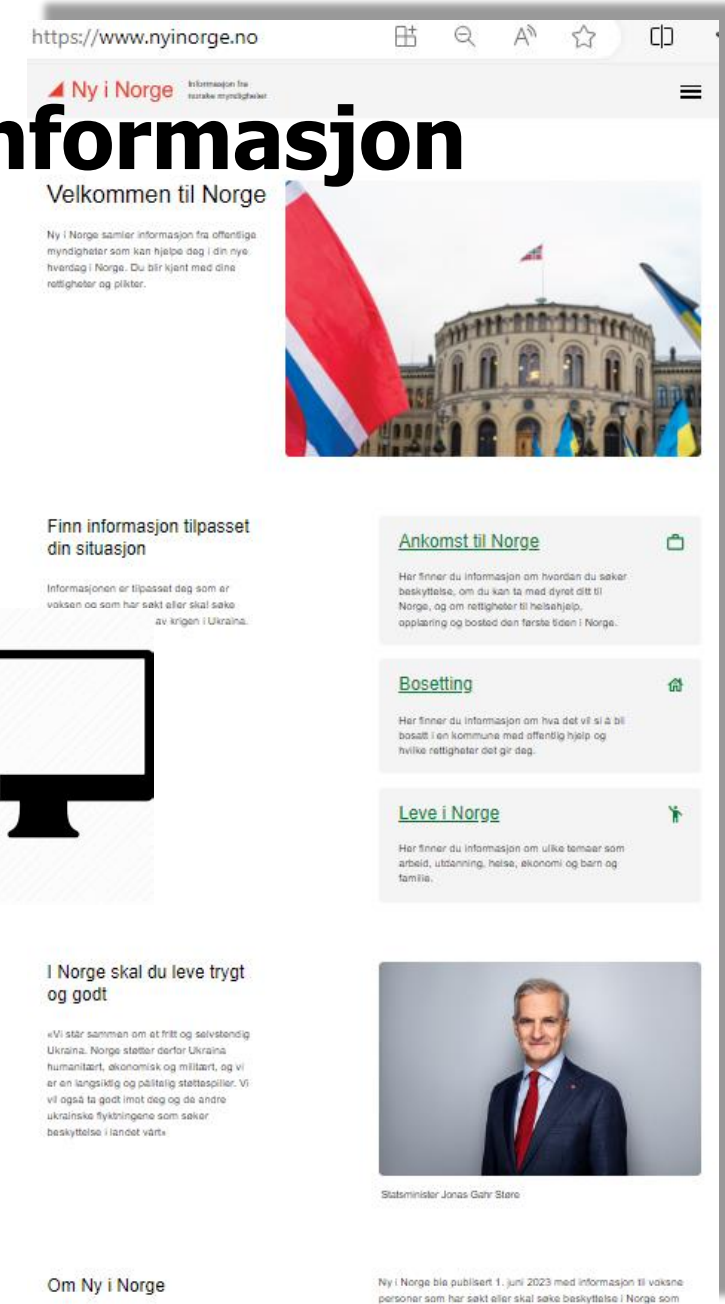 https://www.nyinorge.no
Ny i Norge
Informasjon fra
norske myndigheter
nformasjon
Velkommen til Norge
Ny i Norge samler informasjon fra offentlige
myndigheter som kan hjelpe deg i din nye
hverdag i Norge. Du blir kjent med dine
rettigheter og plikter.
Finn informasjon tilpasset
din situasjon
Informasjonen er tilpasset deg som er
voksen og som har søkt eller skal søke
av krigen i Ukraina.
Ankomst til Norge
Her finner du informasjon om hvordan du søker
beskyttelse, om du kan ta med dyret ditt til
Norge, og om rettigheter til helsehjelp,
opplæring og bosted den første tiden i Norge.
Bosetting
Her finner du informasjon om hva det vil si å bli
bosatt i en kommune med offentlig hjelp og
hvilke rettigheter det gir deg.
Leve i Norge
Her finner du informasjon om ulike temaer som
arbeid, utdanning, helse, økonomi og barn og
familie.
I Norge skal du leve trygt
og godt
«Vi står sammen om et fritt og selvstendig
Ukraina. Norge støtter derfor Ukraina
humanitært, økonomisk og militært, og vi
er en langsiktig og pålitelig støttespiller. Vi
vil også ta godt imot deg og de andre
ukrainske flyktningene som søker
beskyttelse i landet vårt»
Statsminister Jonas Gahr Støre
Om Ny i Norge
Ny i Norge ble publisert 1. juni 2023 med informasjon til voksne
personer som har søkt eller skal søke beskyttelse i Norge som